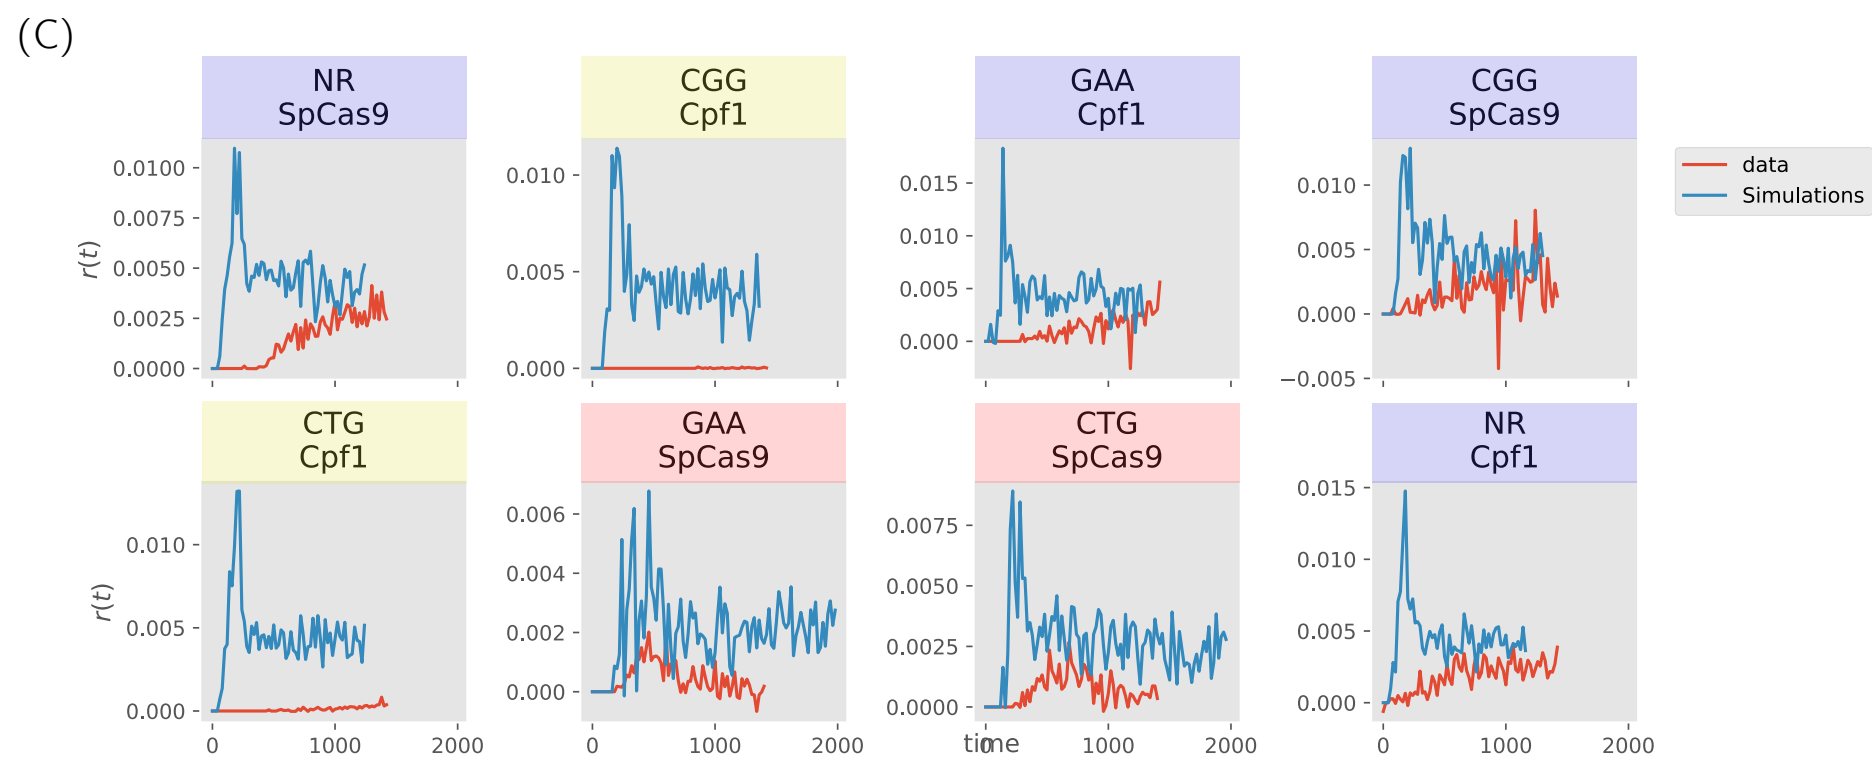 (C)
NR
SpCas9
CGG
Cpf1
GAA
Cpf1
CGG
SpCas9
data
Simulations
r(t)
0.0100
0.0075
0.0050
0.0025
0.0000
0.010
0.005
0.000
0.015
0.010
0.005
0.000
0.010
0.005
0.000
−0.005
CTG
Cpf1
GAA
SpCas9
CTG
SpCas9
NR
Cpf1
r(t)
0.010
0.005
0.000
0.006
0.004
0.002
0.000
0.0075
0.0050
0.0025
0.0000
0.015
0.010
0.005
0.000
0 1000 2000
0 1000 2000
0 1000 2000
0 1000 2000
time